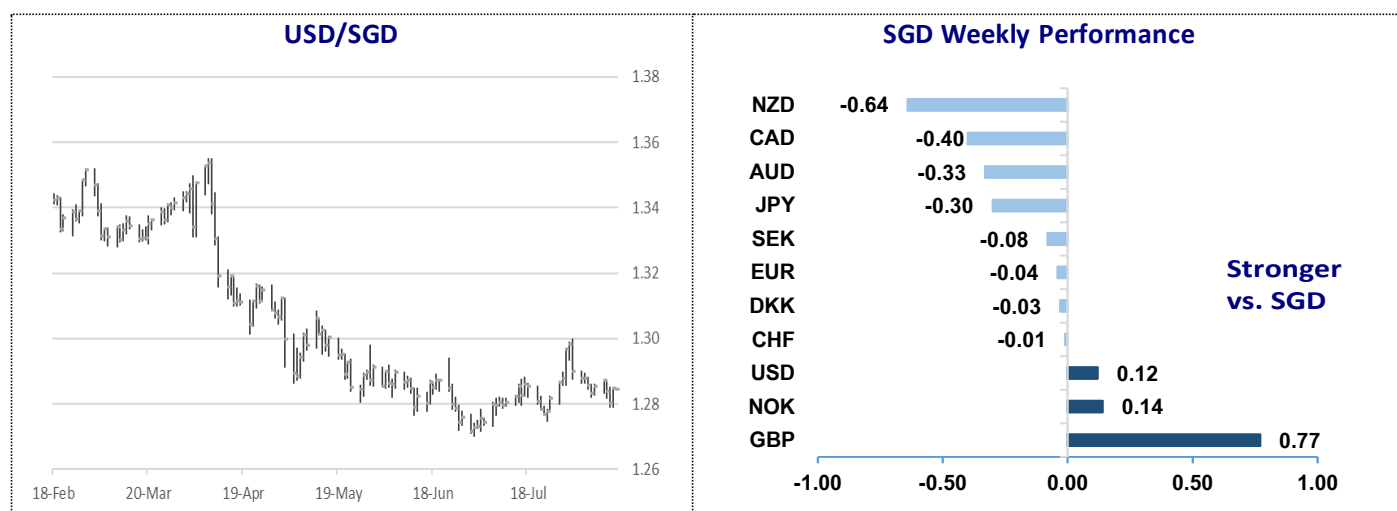 USD/SGD
1.38
1.36
1.34
1.32
1.30
1.28
1.26
18-Feb 20-Mar 19-Apr 19-May 18-Jun 18-Jul
SGD Weekly Performance
NZD -0.64
CAD -0.40
AUD -0.33
JPY -0.30
SEK -0.08
EUR -0.04
DKK -0.03
CHF -0.01
USD 0.12
NOK 0.14
GBP 0.77
Stronger
vs. SGD
-1.00 -0.50 0.00 0.50 1.00